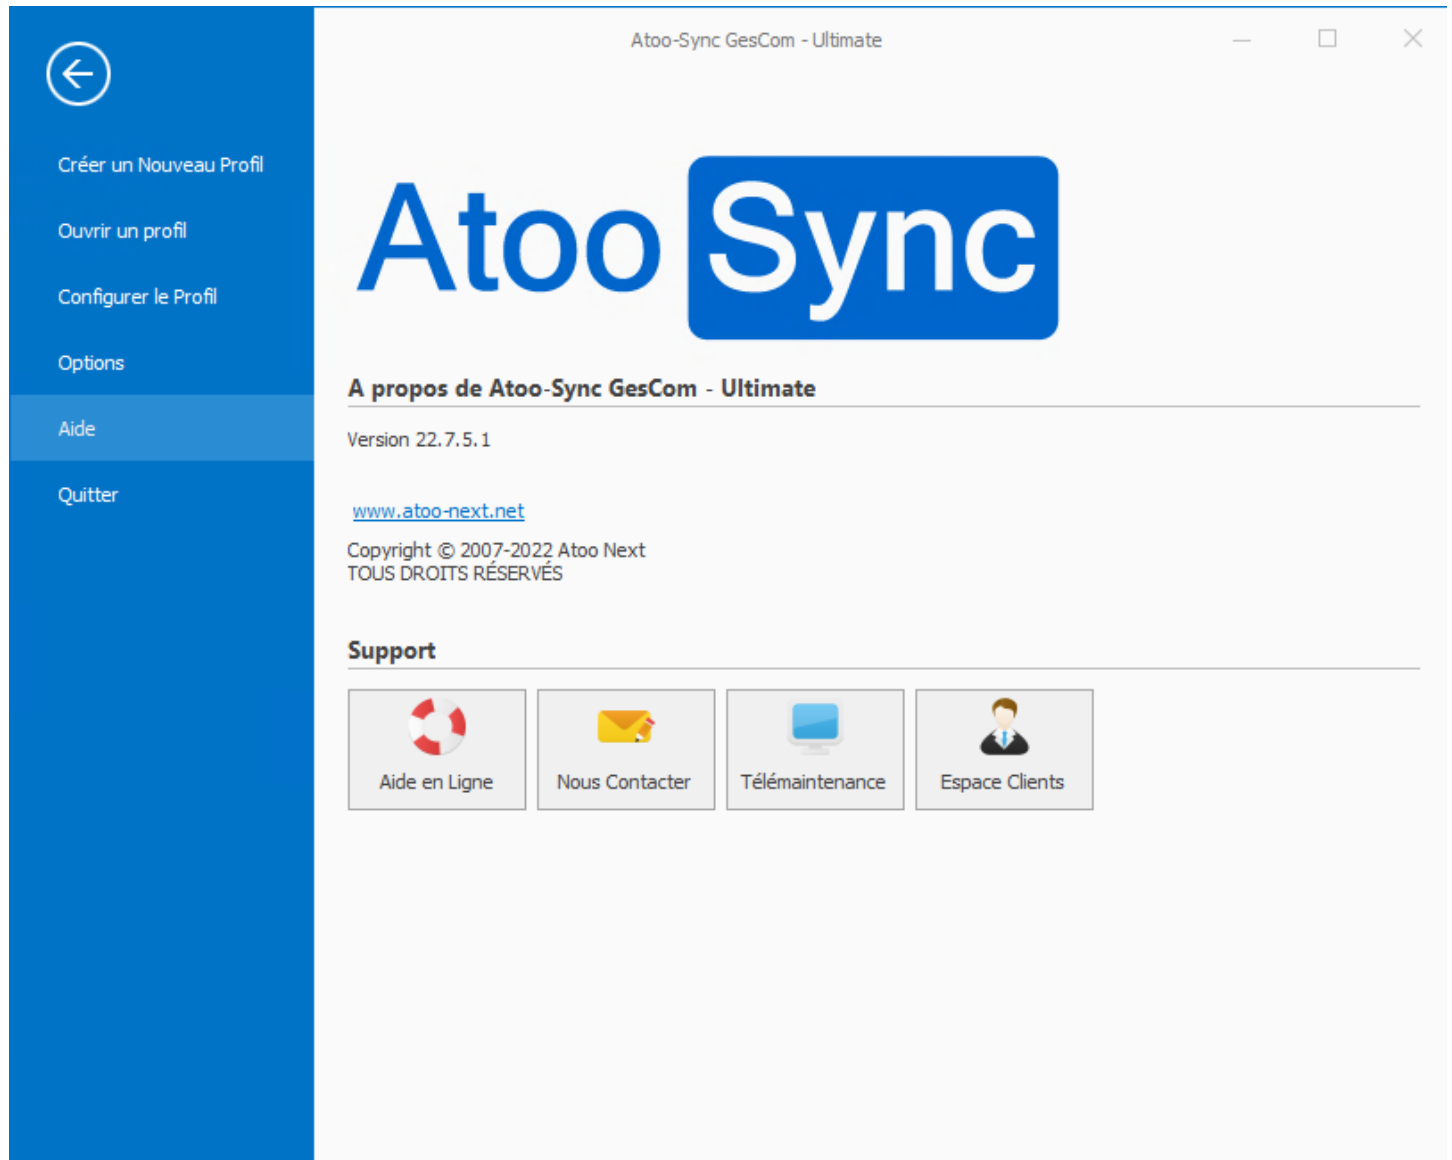 Atoo-Sync GesCom - Ultimate
Créer un Nouveau Profil
Ouvrir un profil
Configurer le Profil
Options
Aide
Quitter
Atoo Sync
A propos de Atoo-Sync GesCom - Ultimate
Version 22.7.5.1
www.atoo-next.net
Copyright © 2007-2022 Atoo Next
TOUS DROITS RÉSERVÉS
Support
Aide en Ligne
Nous Contacter
Télémaintenance
Espace Clients